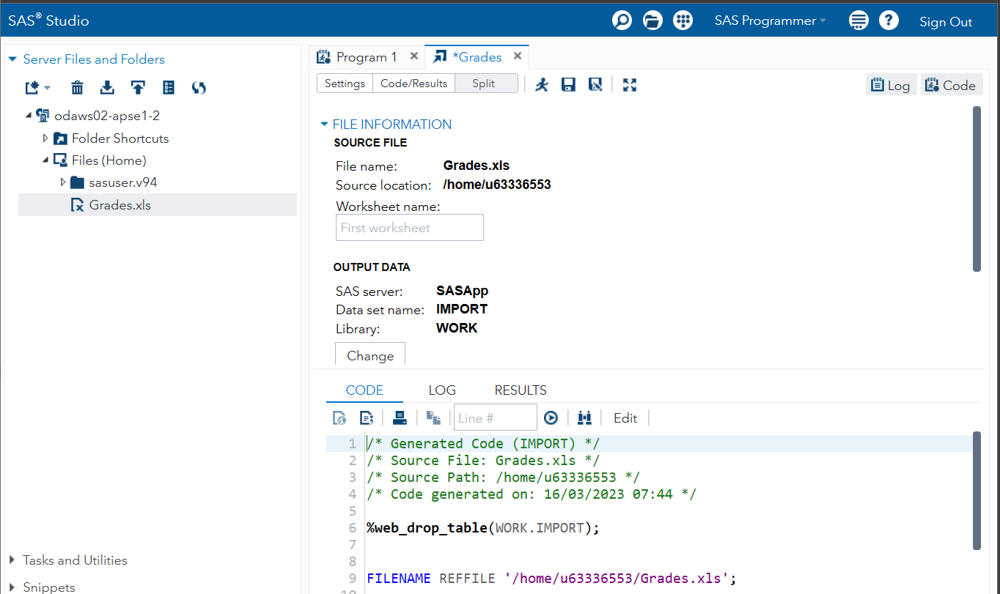 SAS® Studio
SAS Programmer
Sign Out
Server Files and Folders
odaws02-apse1-2
Folder Shortcuts
Files (Home)
sasuser.v94
Grades.xls
Tasks and Utilities
Snippets
Program 1
*Grades
Settings Code/Results Split
Log Code
FILE INFORMATION
SOURCE FILE
File name: Grades.xls
Source location: /home/u63336553
Worksheet name:
First worksheet
OUTPUT DATA
SAS server: SASApp
Data set name: IMPORT
Library: WORK
Change
CODE LOG RESULTS
Line # Edit
1 /* Generated Code (IMPORT) */
2 /* Source File: Grades.xls */
3 /* Source Path: /home/u63336553 */
4 /* Code generated on: 16/03/2023 07:44 */
5
6 %web_drop_table(WORK.IMPORT);
7
8
9 FILENAME REFFILE '/home/u63336553/Grades.xls';
10